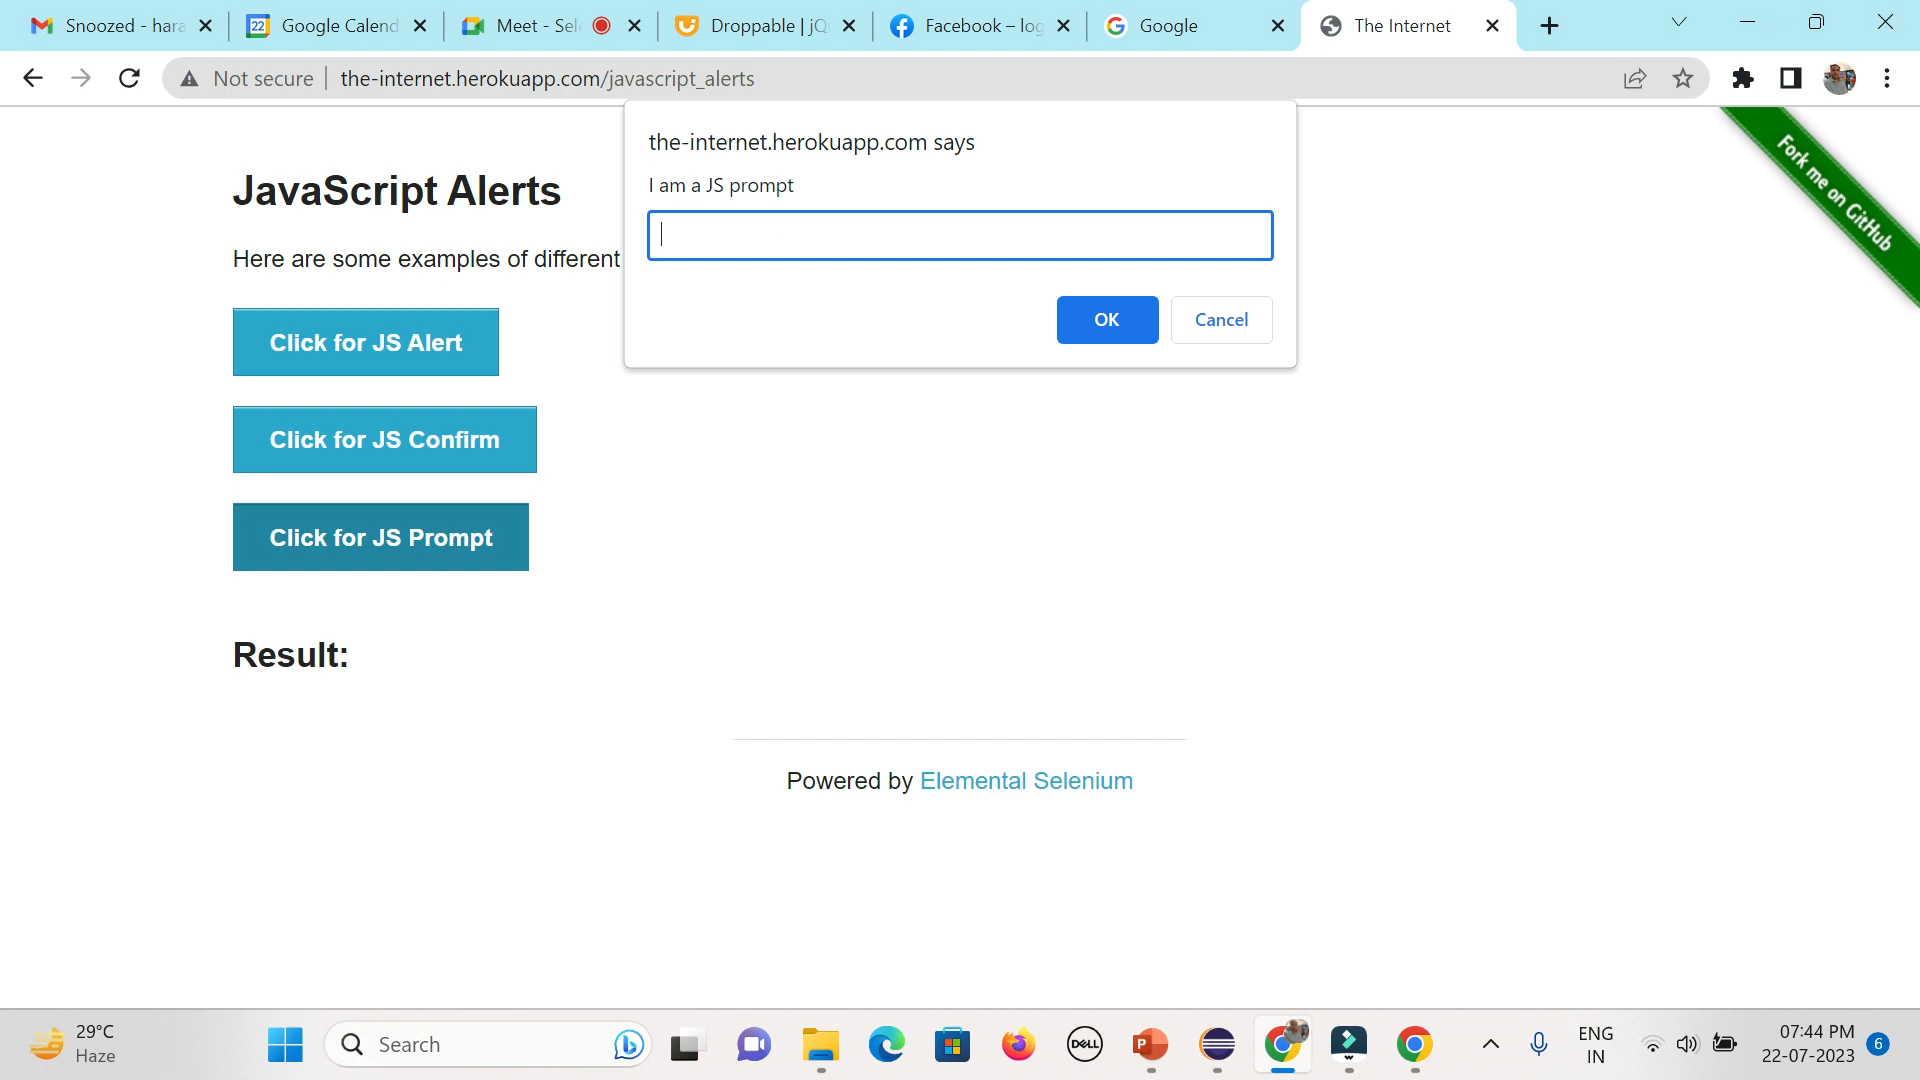 Snoozed - hara
22
Google Calend
Meet - Sel
Droppable | jQ
Facebook – log
Google
The Internet
Not secure
the-internet.herokuapp.com/javascript_alerts
the-internet.herokuapp.com says
I am a JS prompt
OK
Cancel
Fork me on GitHub
JavaScript Alerts
Here are some examples of different
Click for JS Alert
Click for JS Confirm
Click for JS Prompt
Result:
Powered by Elemental Selenium
29°C
Haze
Search
DELL
P
ENG
IN
07:44 PM
22-07-2023
6